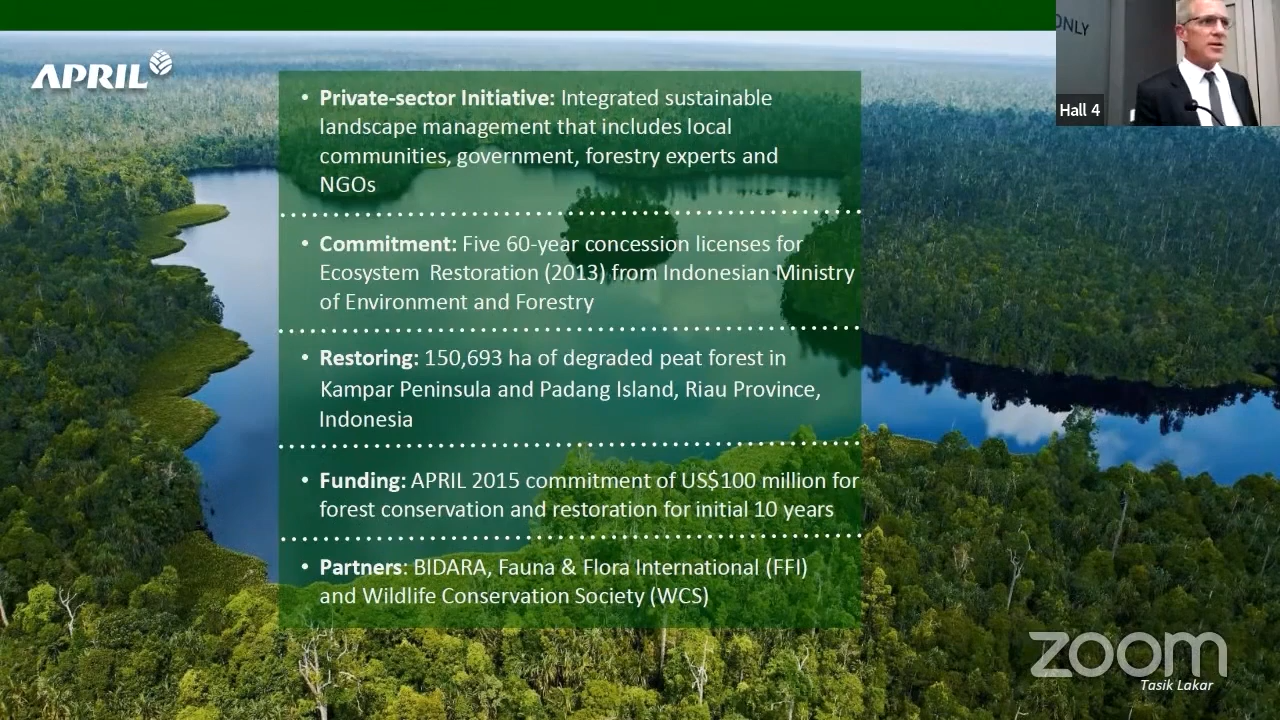 APRIL
ONLY
Hall 4
• Private-sector Initiative: Integrated sustainable
landscape management that includes local
communities, government, forestry experts and
NGOs
• Commitment: Five 60-year concession licenses for
Ecosystem Restoration (2013) from Indonesian Ministry
of Environment and Forestry
• Restoring: 150,693 ha of degraded peat forest in
Kampar Peninsula and Padang Island, Riau Province,
Indonesia
• Funding: APRIL 2015 commitment of US$100 million for
forest conservation and restoration for initial 10 years
• Partners: BIDARA, Fauna & Flora International (FFI)
and Wildlife Conservation Society (WCS)
zoom
Tasik Lakar